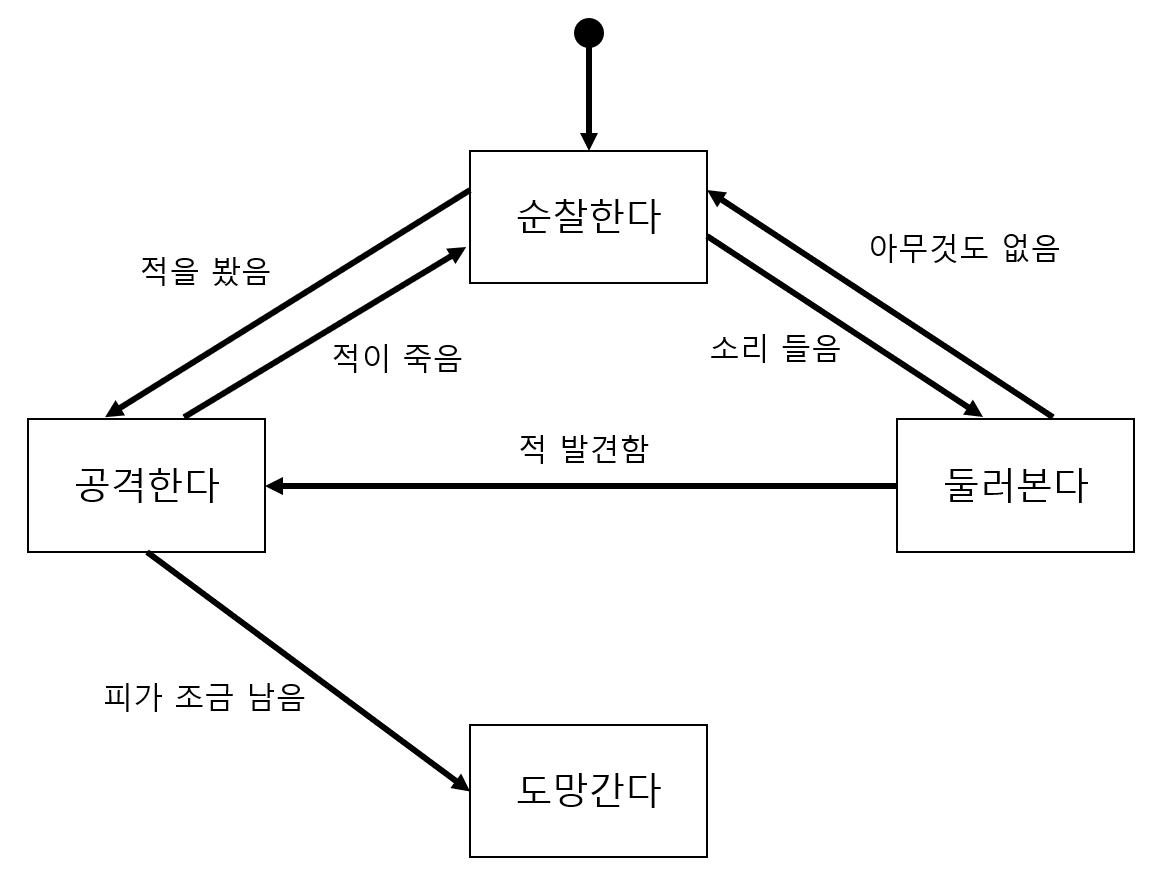 순찰한다
아무것도 없음
적을 봤음
소리 들음
적이 죽음
적 발견함
공격한다
둘러본다
피가 조금 남음
도망간다